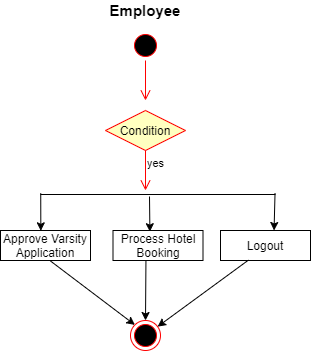 Employee
Condition
yes
Approve Varsity
Application
Process Hotel
Booking
Logout